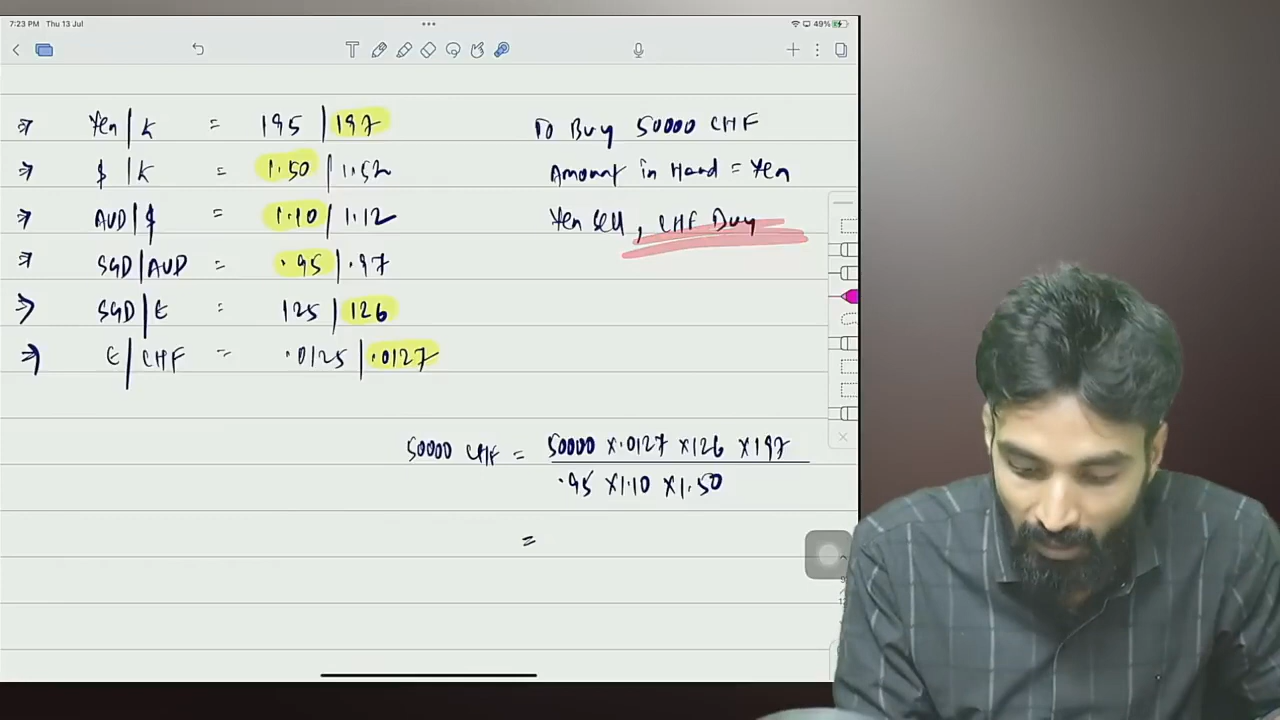 7:23 PM Thu 13 Jul
49%
⇒ Yen | £ = 195 | 197
⇒ $ | £ = 1.50 | 1.52
⇒ AUD | $ = 1.10 | 1.12
⇒ SGD | AUD = .95 | .97
⇒ SGD | € = 125 | 126
⇒ € | CHF = .0125 | .0127
To Buy 50000 CHF
Amount in Hand = Yen
Yen Sell , CHF Buy
50000 CHF = 50000 × .0127 × 126 × 197
.95 × 1.10 × 1.50
=